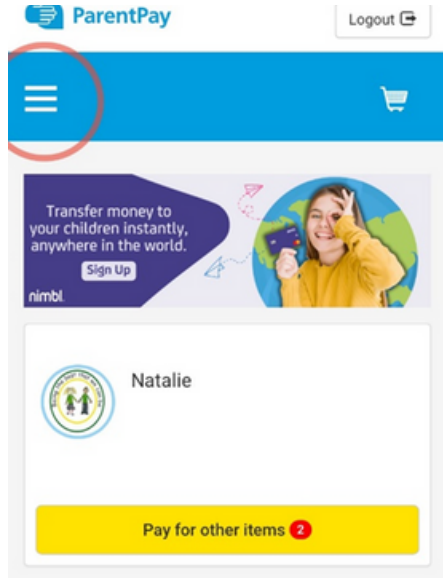 ParentPay
Logout
Transfer money to
your children instantly,
anywhere in the world.
Sign Up
nimbl.
Natalie
Pay for other items 2